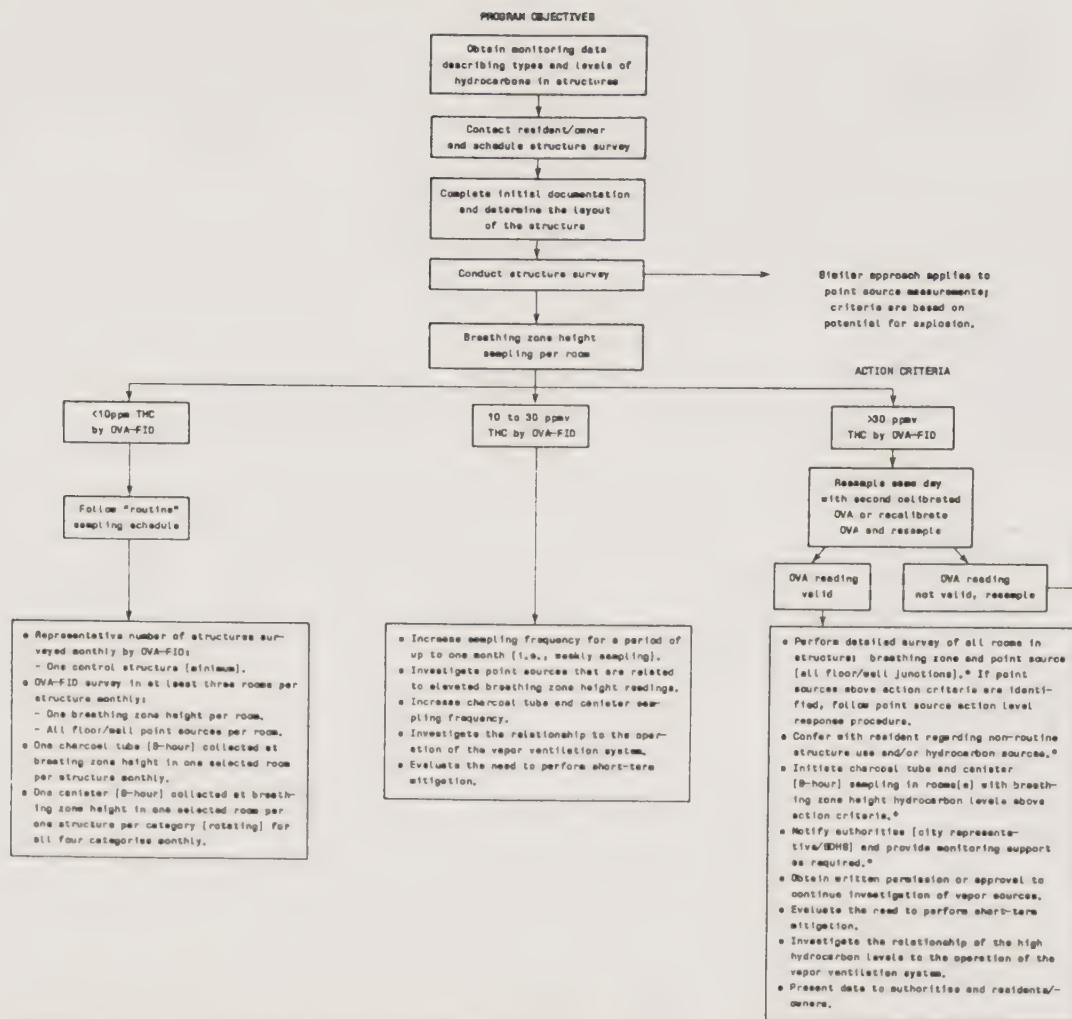 PROGRAM OBJECTIVES
Obtain monitoring data
describing types and levels of
hydrocarbons in structures
Contact resident/owner
and schedule structure survey
Complete initial documentation
and determine the layout
of the structure
Conduct structure survey
Similar approach applies to
point source measurements;
criteria are based on
potential for explosion.
Breathing zone height
sampling per room
ACTION CRITERIA
<10ppm THC
by OVA-FID
10 to 30 ppmv
THC by OVA-FID
>30 ppmv
THC by OVA-FID
Follow "routine"
sampling schedule
Resample same day
with second calibrated
OVA or recalibrate
OVA and resample
OVA reading
valid
OVA reading
not valid, resample
• Representative number of structures sur-
veyed monthly by OVA-FID:
- One control structure (minimum).
• OVA-FID survey in at least three rooms per
structure monthly:
- One breathing zone height per room.
- All floor/wall point sources per room.
• One charcoal tube (8-hour) collected at
breating zone height in one selected room
per structure monthly.
• One canister (8-hour) collected at breath-
ing zone height in one selected room per
one structure per category (rotating) for
all four categories monthly.
• Increase sampling frequency for a period of
up to one month (i.e., weekly sampling).
• Investigate point sources that are related
to elevated breathing zone height readings.
• Increase charcoal tube and canister sam-
pling frequency.
• Investigate the relationship to the oper-
ation of the vapor ventilation system.
• Evaluate the need to perform short-term
mitigation.
• Perform detailed survey of all rooms in
structure; breathing zone and point source
(all floor/wall junctions).* If point
sources above action criteria are identi-
fied, follow point source action level
response procedure.
• Confer with resident regarding non-routine
structure use and/or hydrocarbon sources.*
• Initiate charcoal tube and canister
(8-hour) sampling in rooms(s) with breath-
ing zone height hydrocarbon levels above
action criteria.*
• Notify authorities (city representa-
tive/SDHS) and provide monitoring support
as required.*
• Obtain written permission or approval to
continue investigation of vapor sources.
• Evaluate the need to perform short-term
mitigation.
• Investigate the relationship of the high
hydrocarbon levels to the operation of the
vapor ventilation system.
• Present data to authorities and residents/-
owners.